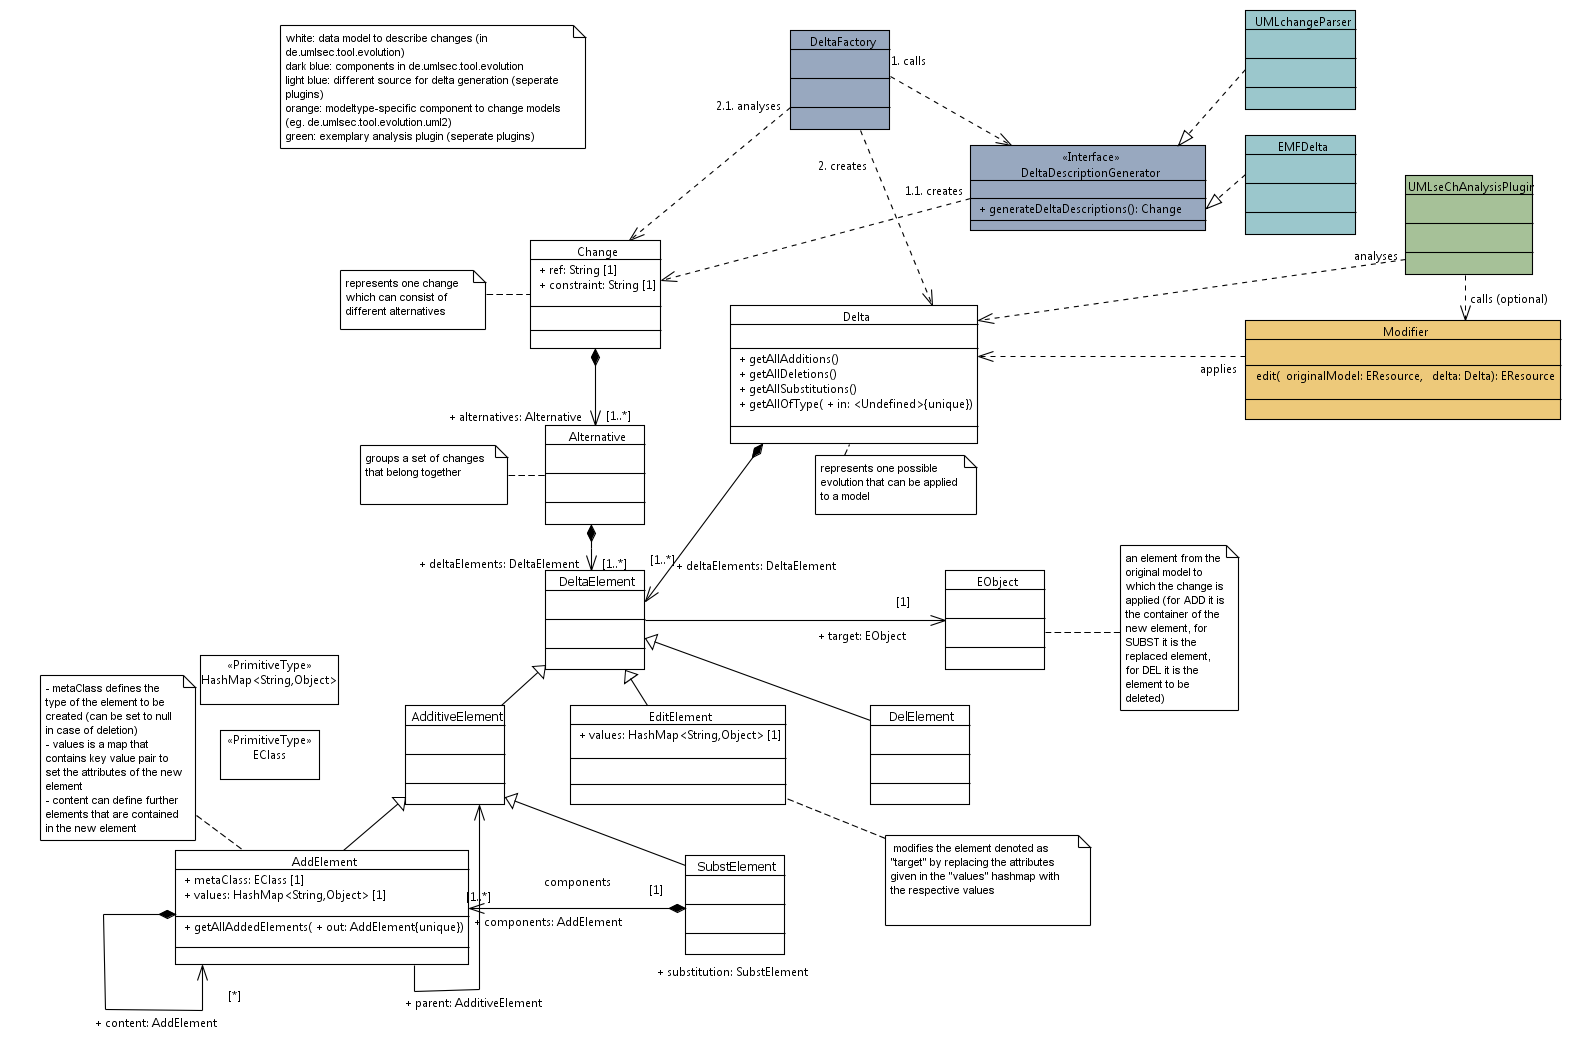 white: data model to describe changes (in
de.umlsec.tool.evolution)
dark blue: components in de.umlsec.tool.evolution
light blue: different source for delta generation (seperate
plugins)
orange: modeltype-specific component to change models
(eg. de.umlsec.tool.evolution.uml2)
green: exemplary analysis plugin (seperate plugins)
DeltaFactory
UMLchangeParser
1. calls
2.1. analyses
2. creates
«Interface»
DeltaDescriptionGenerator
+ generateDeltaDescriptions(): Change
1.1. creates
EMFDelta
UMLseChAnalysisPlugin
analyses
calls (optional)
Change
+ ref: String [1]
+ constraint: String [1]
represents one change
which can consist of
different alternatives
Delta
+ getAllAdditions()
+ getAllDeletions()
+ getAllSubstitutions()
+ getAllOfType( + in: <Undefined>{unique})
Modifier
edit(  originalModel: EResource,   delta: Delta): EResource
applies
+ alternatives: Alternative
[1..*]
Alternative
groups a set of changes
that belong together
represents one possible
evolution that can be applied
to a model
+ deltaElements: DeltaElement
[1..*]
[1..*]
+ deltaElements: DeltaElement
DeltaElement
[1]
+ target: EObject
EObject
an element from the
original model to
which the change is
applied (for ADD it is
the container of the
new element, for
SUBST it is the
replaced element,
for DEL it is the
element to be
deleted)
«PrimitiveType»
HashMap<String,Object>
«PrimitiveType»
EClass
- metaClass defines the
type of the element to be
created (can be set to null
in case of deletion)
- values is a map that
contains key value pair to
set the attributes of the new
element
- content can define further
elements that are contained
in the new element
AdditiveElement
EditElement
+ values: HashMap<String,Object> [1]
DelElement
modifies the element denoted as
"target" by replacing the attributes
given in the "values" hashmap with
the respective values
AddElement
+ metaClass: EClass [1]
+ values: HashMap<String,Object> [1]
+ getAllAddedElements( + out: AddElement{unique})
SubstElement
components
[1..*]
[1]
+ components: AddElement
+ substitution: SubstElement
[*]
+ content: AddElement
+ parent: AdditiveElement